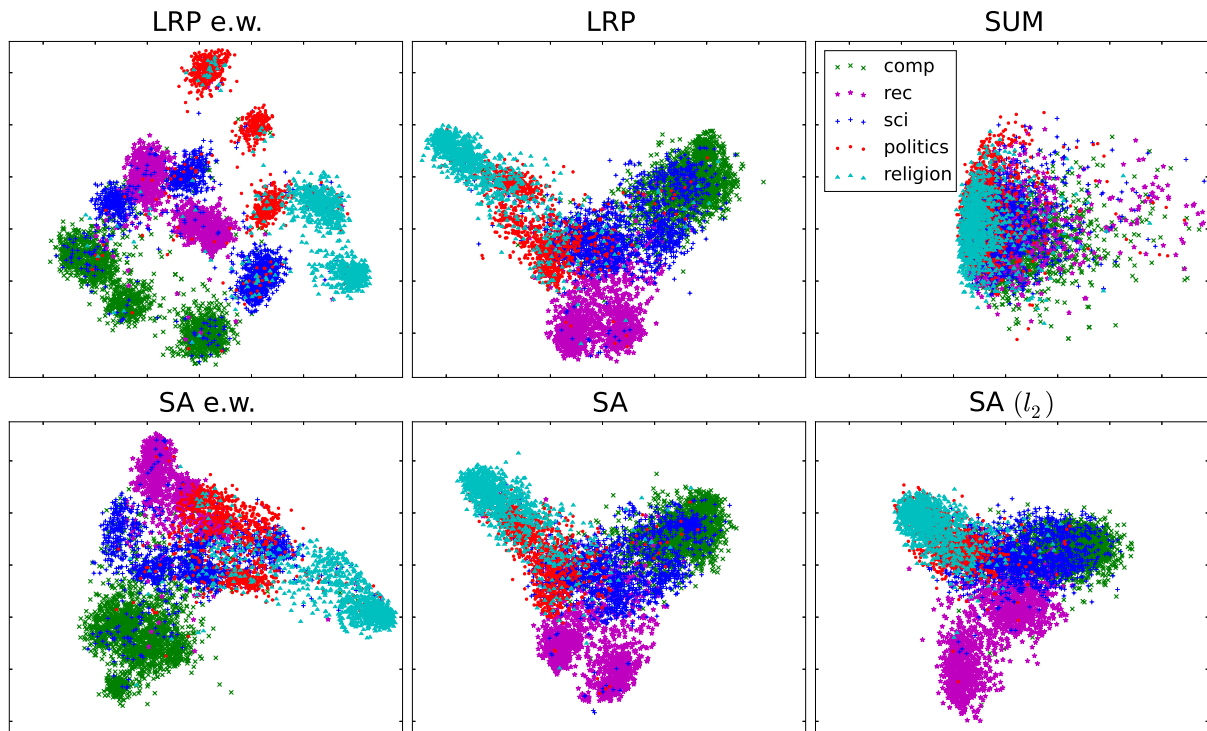 LRP e.w.
LRP
SUM
comp
rec
sci
politics
religion
SA e.w.
SA
SA (l₂)